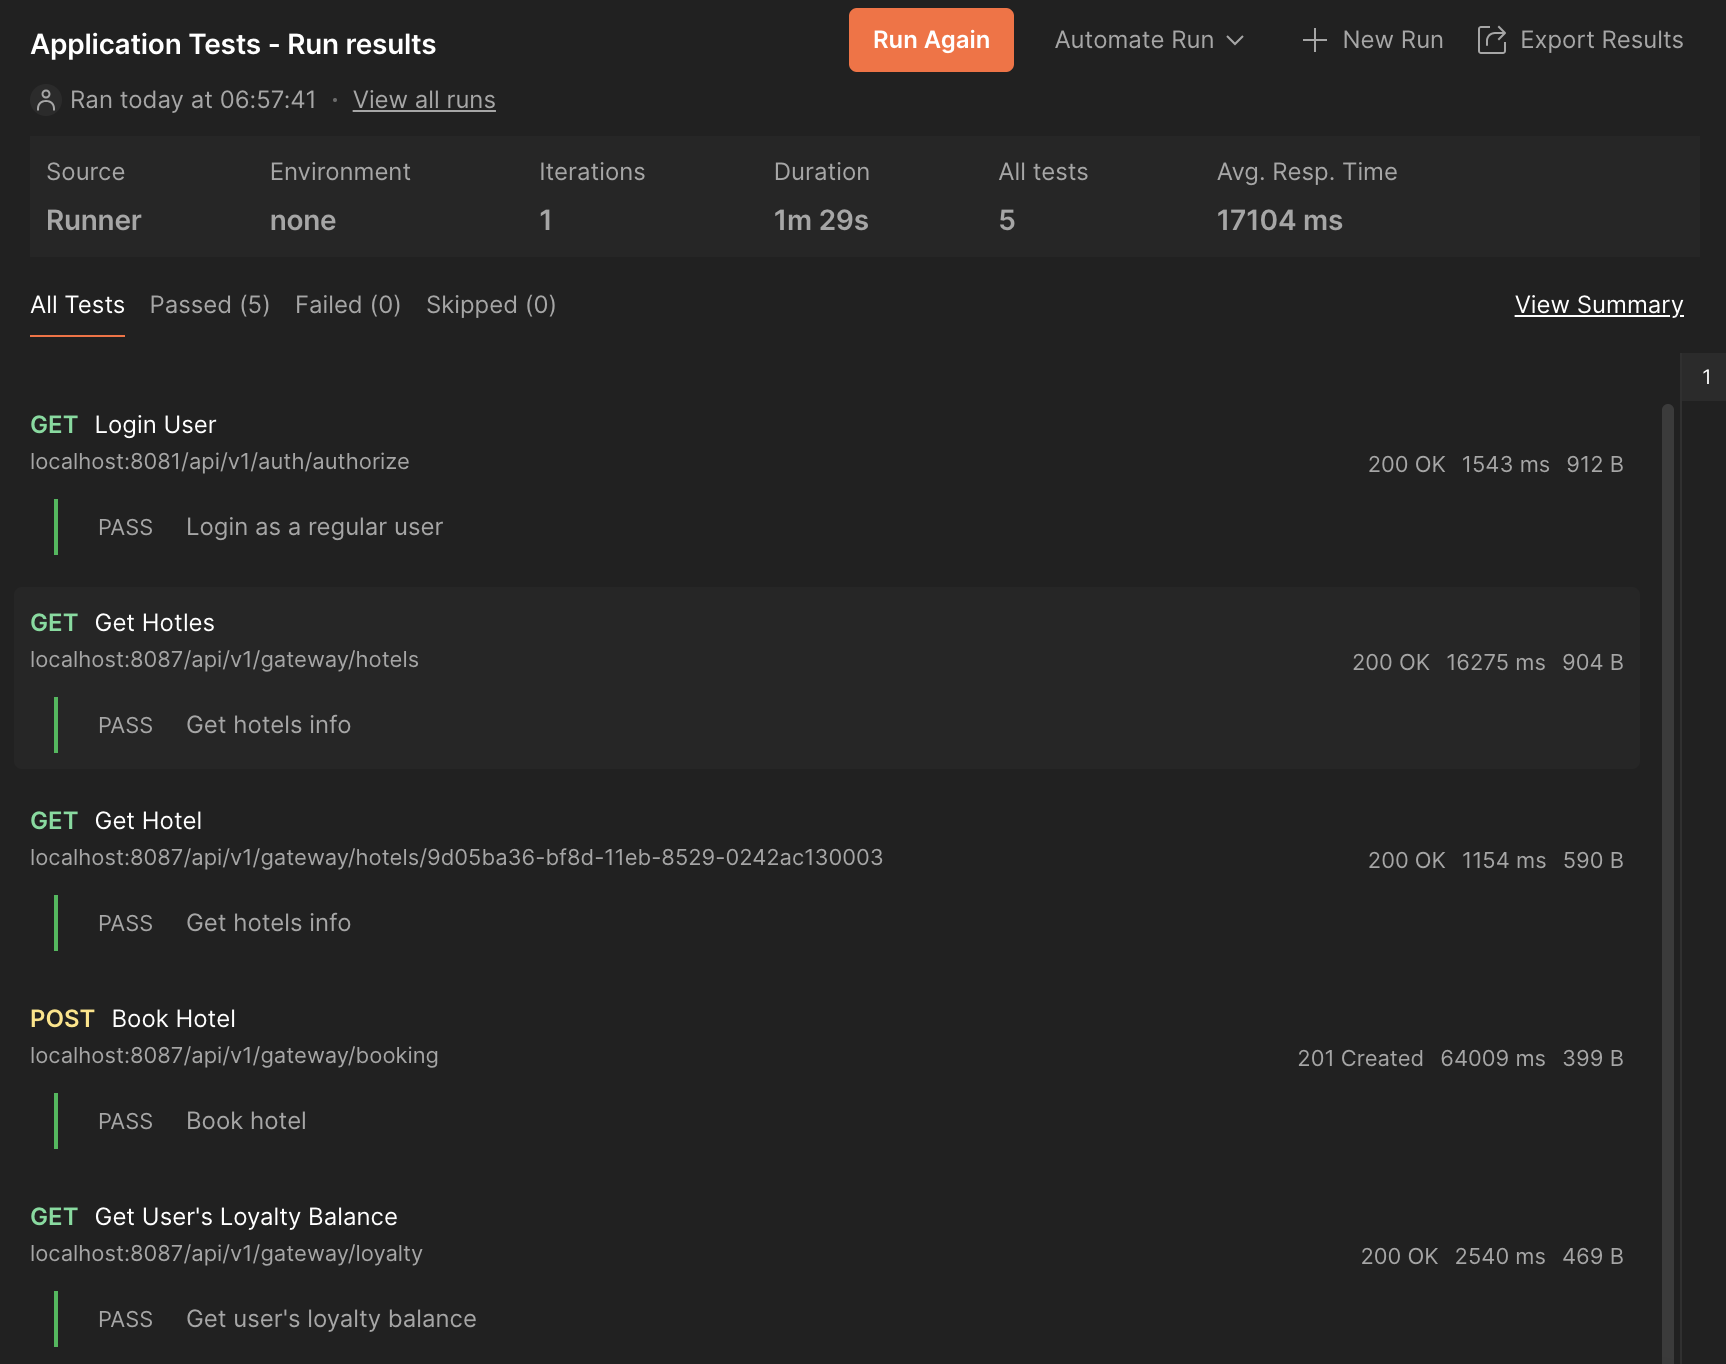 Application Tests - Run results
Run Again
Automate Run
New Run
Export Results
Ran today at 06:57:41 · View all runs
Source Environment Iterations Duration All tests Avg. Resp. Time
Runner none 1 1m 29s 5 17104 ms
All Tests Passed (5) Failed (0) Skipped (0) View Summary
1
GET Login User
localhost:8081/api/v1/auth/authorize
200 OK 1543 ms 912 B
PASS Login as a regular user
GET Get Hotles
localhost:8087/api/v1/gateway/hotels
200 OK 16275 ms 904 B
PASS Get hotels info
GET Get Hotel
localhost:8087/api/v1/gateway/hotels/9d05ba36-bf8d-11eb-8529-0242ac130003
200 OK 1154 ms 590 B
PASS Get hotels info
POST Book Hotel
localhost:8087/api/v1/gateway/booking
201 Created 64009 ms 399 B
PASS Book hotel
GET Get User's Loyalty Balance
localhost:8087/api/v1/gateway/loyalty
200 OK 2540 ms 469 B
PASS Get user's loyalty balance